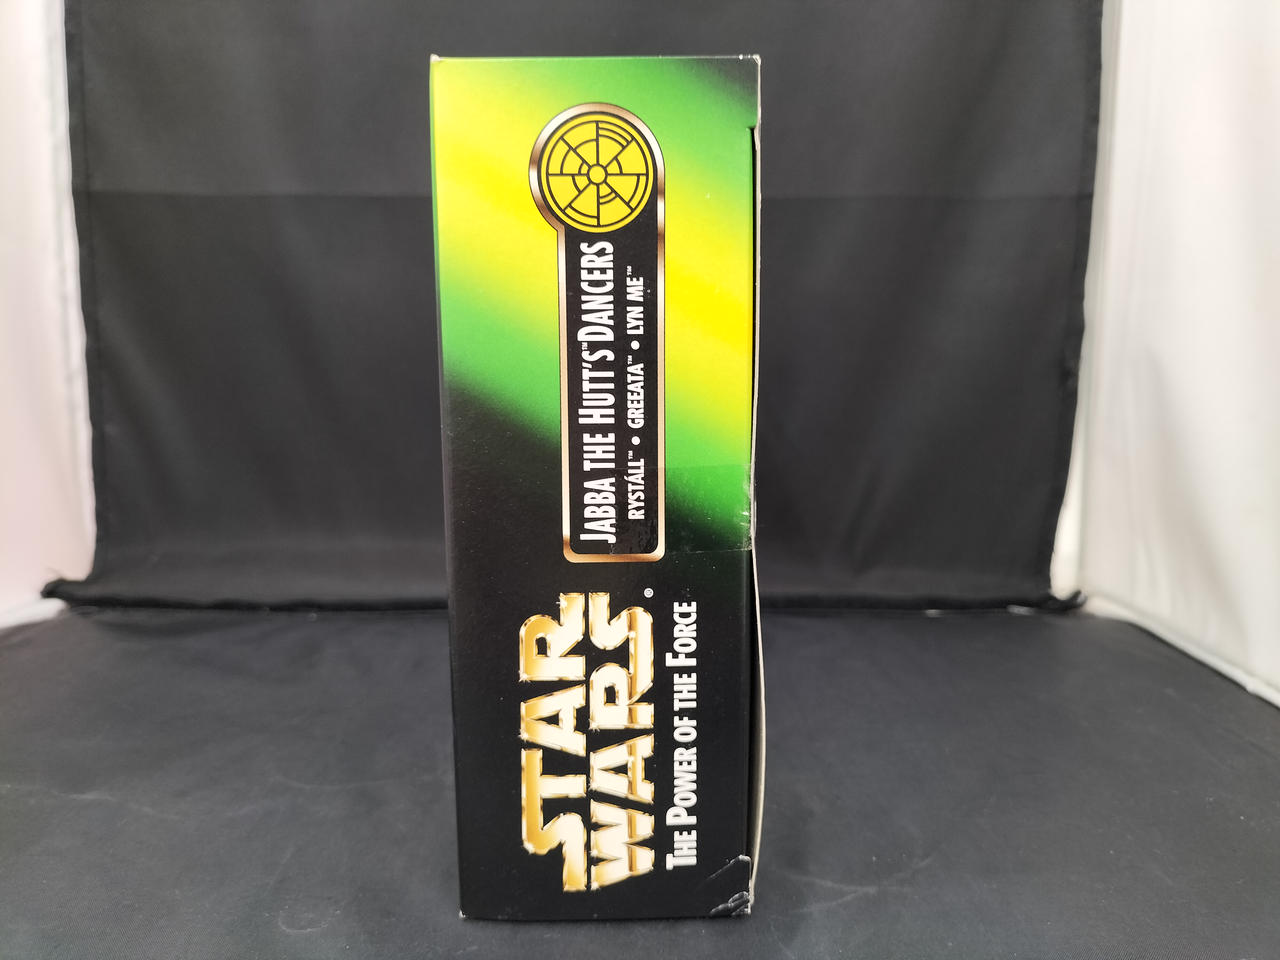 JABBA THE HUTT'S™ DANCERS
RYSTÁLL™ • GREEATA™ • LYN ME™
STAR
WARS®
THE POWER OF THE FORCE